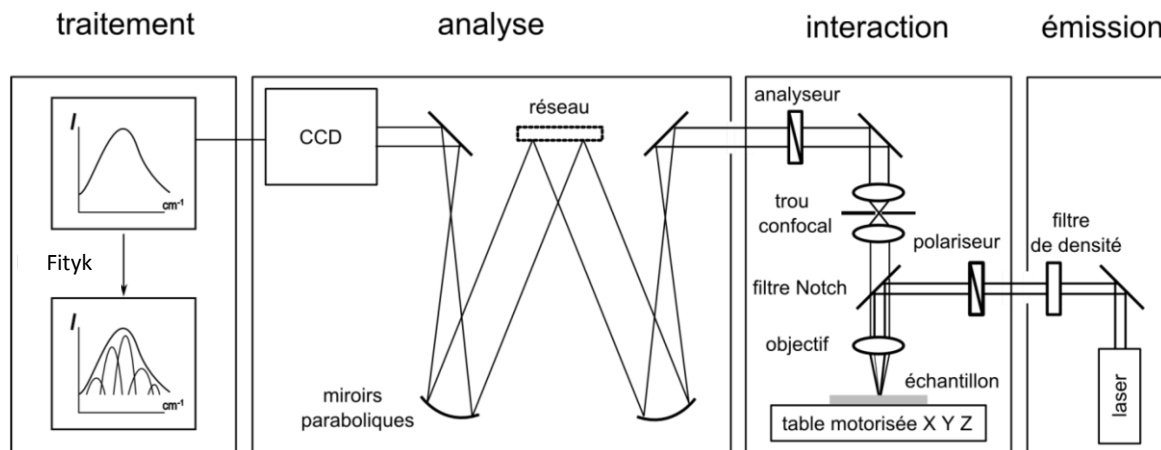 traitement
analyse
interaction
émission
I
cm-1
Fityk
I
cm-1
CCD
réseau
miroirs
paraboliques
analyseur
trou
confocal
polariseur
filtre Notch
objectif
échantillon
table motorisée X Y Z
filtre
de densité
laser